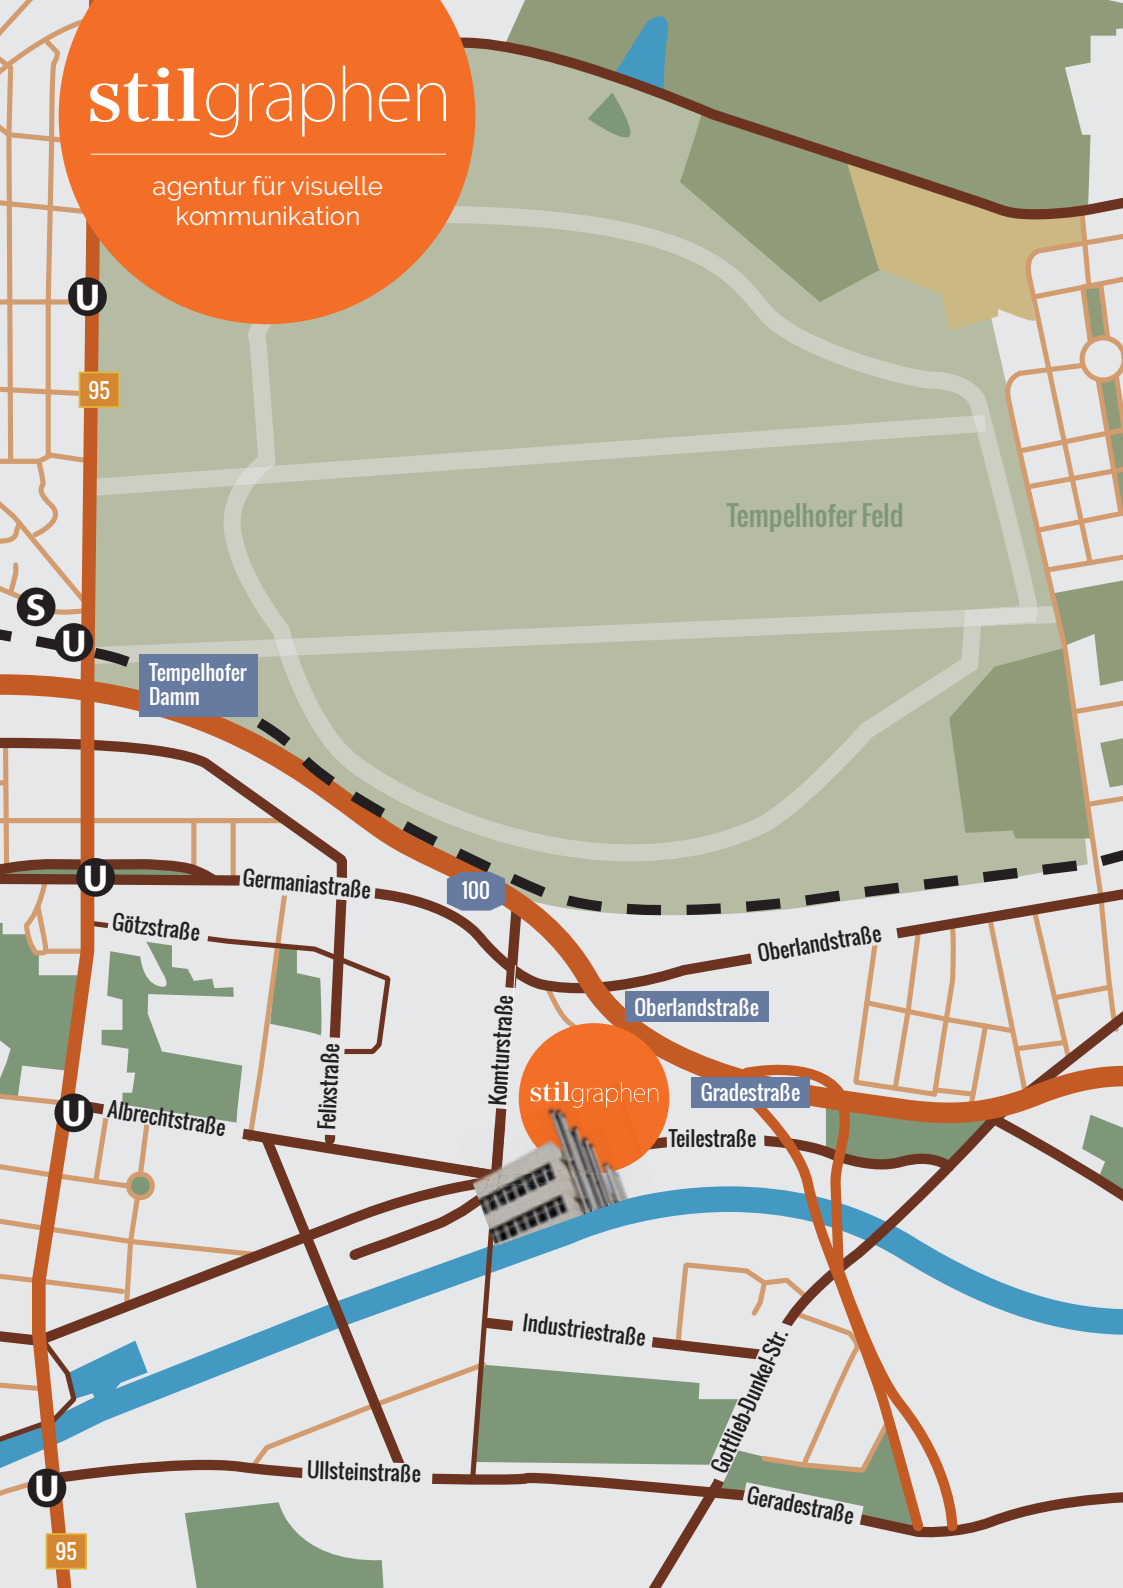 stilgraphen
agentur für visuelle
kommunikation
U
95
Tempelhofer Feld
S
U
Tempelhofer
Damm
U
Germaniastraße
100
Götzstraße
Oberlandstraße
Komturstraße
Oberlandstraße
Felixstraße
stilgraphen
Gradestraße
U
Albrechtstraße
Teilestraße
Industriestraße
Gottlieb-Dunkel-Str.
Ullsteinstraße
U
Geradestraße
95